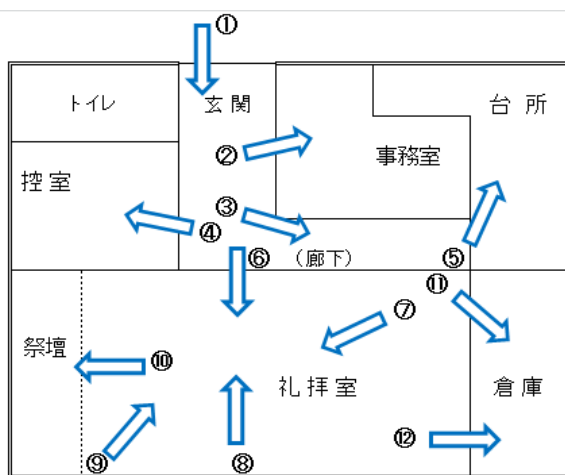 ①
トイレ
玄関
台所
②
事務室
控室
③
④
⑥
（廊下）
⑤
⑪
⑦
祭壇
⑩
礼拝室
倉庫
⑫
⑨
⑧